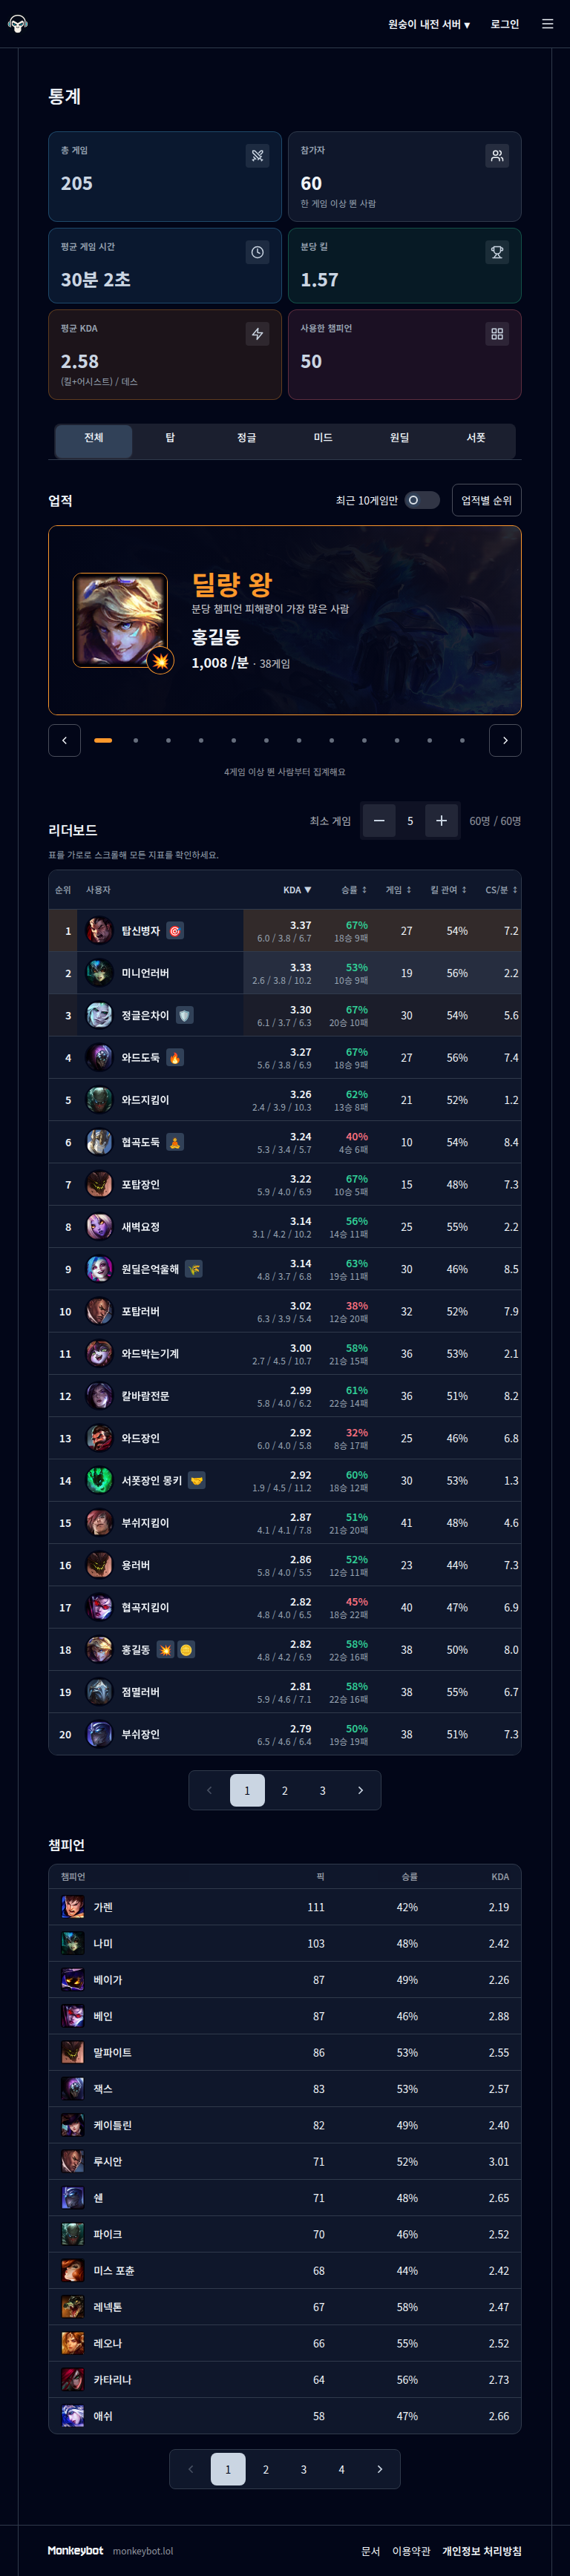 원숭이 내전 서버 ▾ 로그인
통계
총 게임
205
참가자
60
한 게임 이상 뛴 사람
평균 게임 시간
30분 2초
분당 킬
1.57
평균 KDA
2.58
(킬+어시스트) / 데스
사용한 챔피언
50
전체 탑 정글 미드 원딜 서폿
업적 최근 10게임만 업적별 순위
딜량 왕
분당 챔피언 피해량이 가장 많은 사람
홍길동
1,008 /분 · 38게임
4게임 이상 뛴 사람부터 집계해요
리더보드 최소 게임 − 5 + 60명 / 60명
표를 가로로 스크롤해 모든 지표를 확인하세요.
순위 사용자 KDA ▼ 승률 ↕ 게임 ↕ 킬 관여 ↕ CS/분 ↕
1 탑신병자 3.37 67% 27 54% 7.2
6.0 / 3.8 / 6.7 18승 9패
2 미니언러버 3.33 53% 19 56% 2.2
2.6 / 3.8 / 10.2 10승 9패
3 정글은차이 3.30 67% 30 54% 5.6
6.1 / 3.7 / 6.3 20승 10패
4 와드도둑 3.27 67% 27 56% 7.4
5.6 / 3.8 / 6.9 18승 9패
5 와드지킴이 3.26 62% 21 52% 1.2
2.4 / 3.9 / 10.3 13승 8패
6 협곡도둑 3.24 40% 10 54% 8.4
5.3 / 3.4 / 5.7 4승 6패
7 포탑장인 3.22 67% 15 48% 7.3
5.9 / 4.0 / 6.9 10승 5패
8 새벽요정 3.14 56% 25 55% 2.2
3.1 / 4.2 / 10.2 14승 11패
9 원딜은억울해 3.14 63% 30 46% 8.5
4.8 / 3.7 / 6.8 19승 11패
10 포탑러버 3.02 38% 32 52% 7.9
6.3 / 3.9 / 5.4 12승 20패
11 와드박는기계 3.00 58% 36 53% 2.1
2.7 / 4.5 / 10.7 21승 15패
12 칼바람전문 2.99 61% 36 51% 8.2
5.8 / 4.0 / 6.2 22승 14패
13 와드장인 2.92 32% 25 46% 6.8
6.0 / 4.0 / 5.8 8승 17패
14 서폿장인 몽키 2.92 60% 30 53% 1.3
1.9 / 4.5 / 11.2 18승 12패
15 부쉬지킴이 2.87 51% 41 48% 4.6
4.1 / 4.1 / 7.8 21승 20패
16 용러버 2.86 52% 23 44% 7.3
5.8 / 4.0 / 5.5 12승 11패
17 협곡지킴이 2.82 45% 40 47% 6.9
4.8 / 4.0 / 6.5 18승 22패
18 홍길동 2.82 58% 38 50% 8.0
4.8 / 4.2 / 6.9 22승 16패
19 점멸러버 2.81 58% 38 55% 6.7
5.9 / 4.6 / 7.1 22승 16패
20 부쉬장인 2.79 50% 38 51% 7.3
6.5 / 4.6 / 6.4 19승 19패
1 2 3
챔피언
챔피언 픽 승률 KDA
가렌 111 42% 2.19
나미 103 48% 2.42
베이가 87 49% 2.26
베인 87 46% 2.88
말파이트 86 53% 2.55
잭스 83 53% 2.57
케이틀린 82 49% 2.40
루시안 71 52% 3.01
쉔 71 48% 2.65
파이크 70 46% 2.52
미스 포츈 68 44% 2.42
레넥톤 67 58% 2.47
레오나 66 55% 2.52
카타리나 64 56% 2.73
애쉬 58 47% 2.66
1 2 3 4
Monkeybot monkeybot.lol 문서 이용약관 개인정보 처리방침